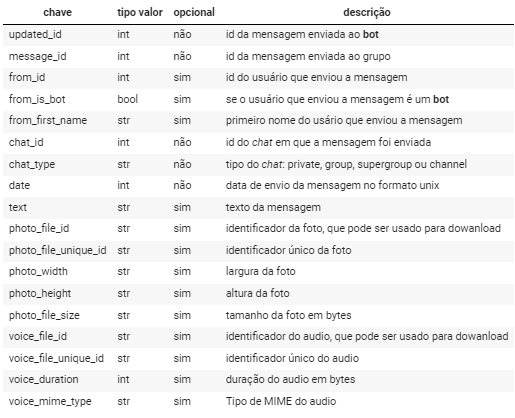 chave tipo valor opcional descrição
updated_id int não id da mensagem enviada ao bot
message_id int não id da mensagem enviada ao grupo
from_id int sim id do usuário que enviou a mensagem
from_is_bot bool sim se o usuário que enviou a mensagem é um bot
from_first_name str sim primeiro nome do usário que enviou a mensagem
chat_id int não id do chat em que a mensagem foi enviada
chat_type str não tipo do chat: private, group, supergroup ou channel
date int não data de envio da mensagem no formato unix
text str sim texto da mensagem
photo_file_id str sim identificador da foto, que pode ser usado para dowanload
photo_file_unique_id str sim identificador único da foto
photo_width str sim largura da foto
photo_height str sim altura da foto
photo_file_size str sim tamanho da foto em bytes
voice_file_id str sim identificador do audio, que pode ser usado para dowanload
voice_file_unique_id str sim identificador único do audio
voice_duration int sim duração do audio em bytes
voice_mime_type str sim Tipo de MIME do audio